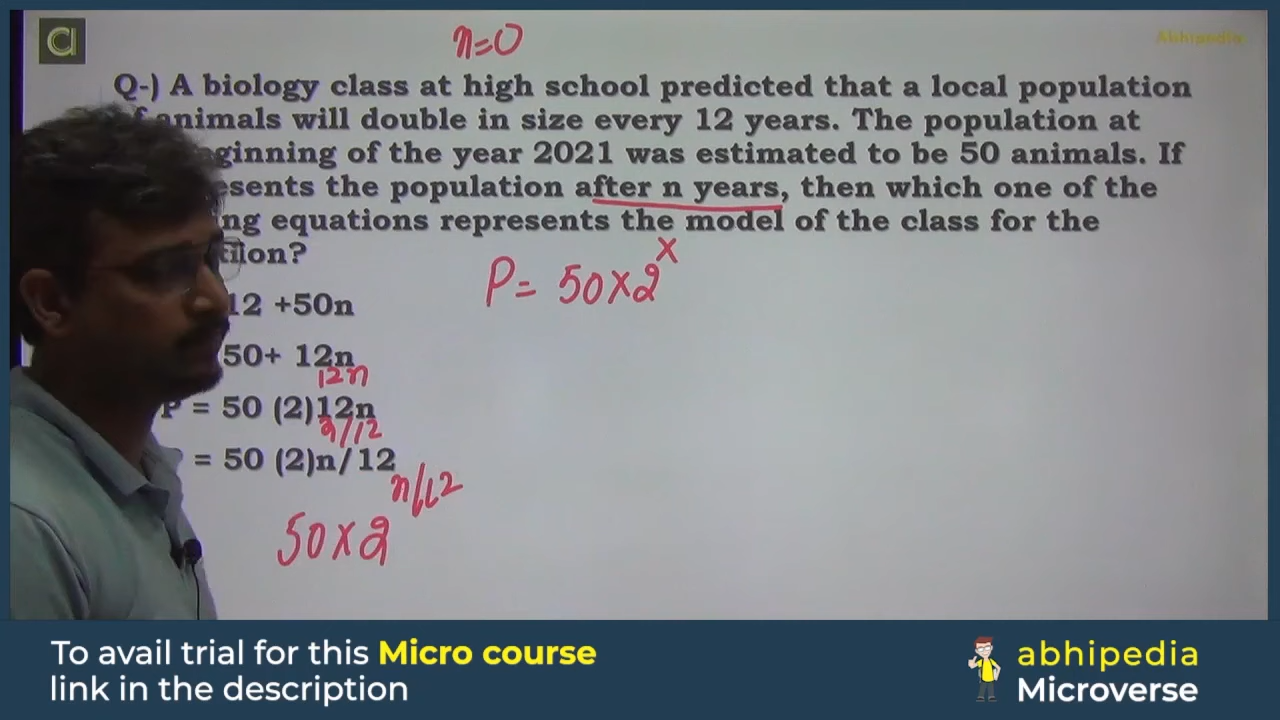 n=0
Abhipedia
Q-) A biology class at high school predicted that a local population
animals will double in size every 12 years. The population at
ginning of the year 2021 was estimated to be 50 animals. If
esents the population after n years, then which one of the
ng equations represents the model of the class for the
tion?
P= 50×2^x
12 +50n
50+ 12n
12n
P = 50 (2)12n
n/12
= 50 (2)n/12
50×2^n/12
To avail trial for this Micro course
link in the description
abhipedia
Microverse